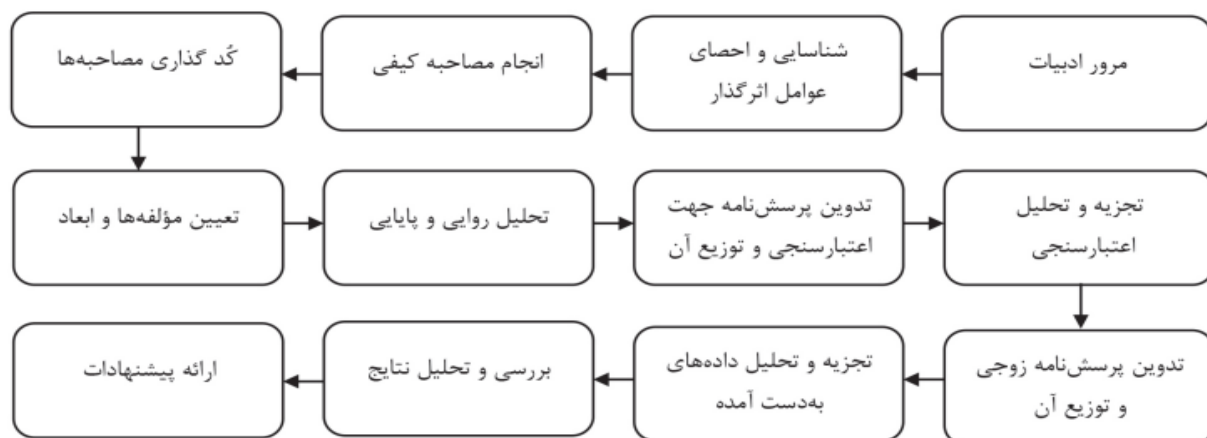 مرور ادبیات
شناسایی و احصای
عوامل اثرگذار
انجام مصاحبه کیفی
کُد گذاری مصاحبه‌ها
تعیین مؤلفه‌ها و ابعاد
تحلیل روایی و پایایی
تدوین پرسش‌نامه جهت
اعتبارسنجی و توزیع آن
تجزیه و تحلیل
اعتبارسنجی
تدوین پرسش‌نامه زوجی
و توزیع آن
تجزیه و تحلیل داده‌های
به‌دست آمده
بررسی و تحلیل نتایج
ارائه پیشنهادات